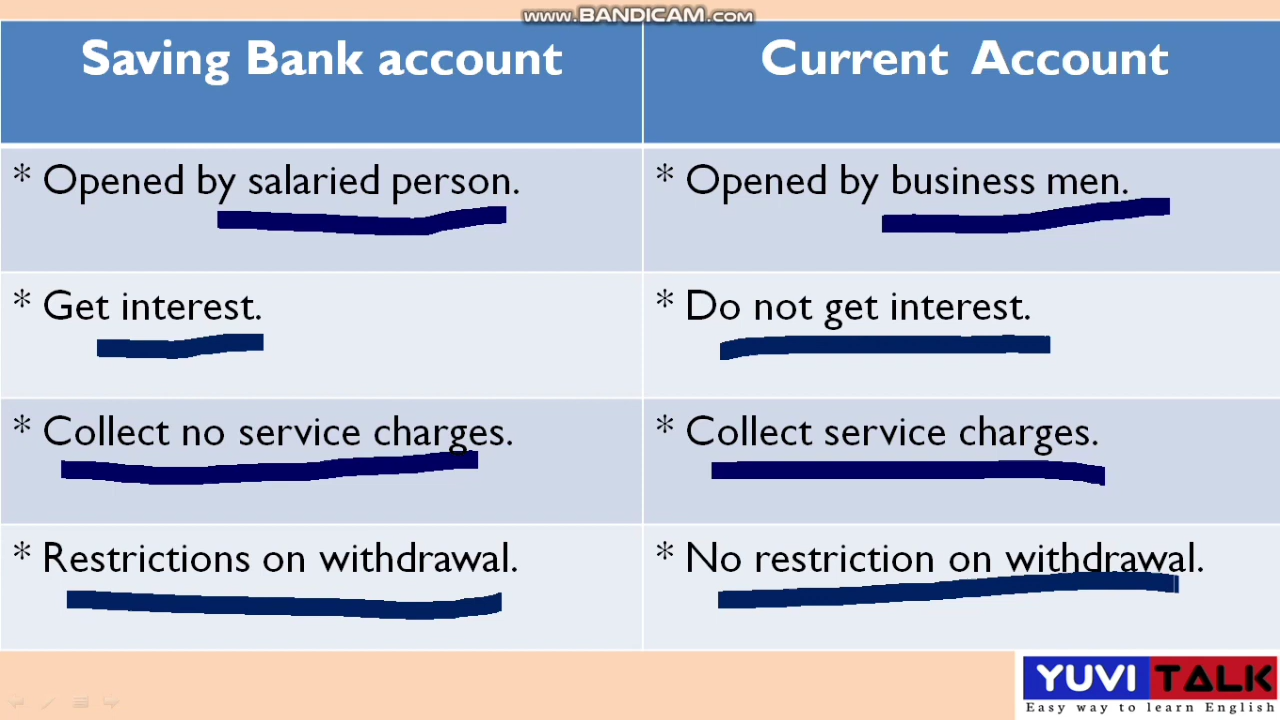 www.BANDICAM.com
Saving Bank account
Current Account
* Opened by salaried person.
* Opened by business men.
* Get interest.
* Do not get interest.
* Collect no service charges.
* Collect service charges.
* Restrictions on withdrawal.
* No restriction on withdrawal.
YUVI TALK
Easy way to learn English